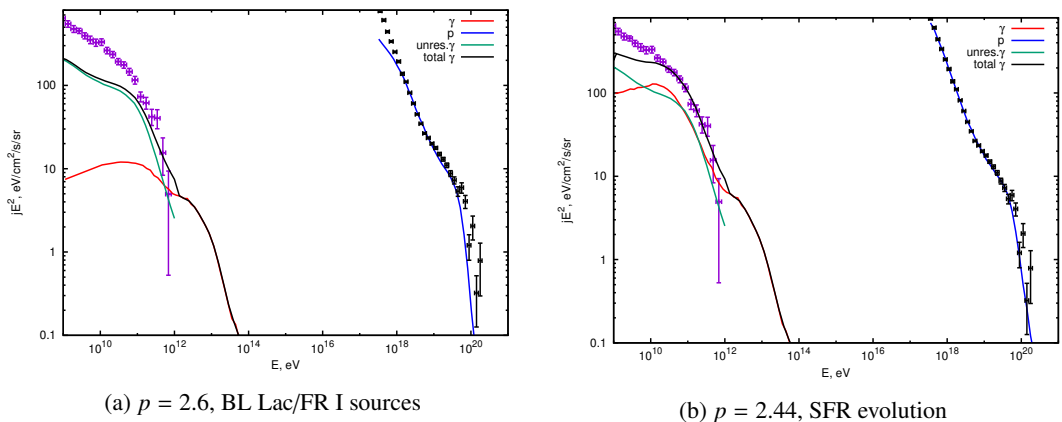 jE², eV/cm²/s/sr
100
10
1
0.1
10¹⁰
10¹²
10¹⁴
10¹⁶
10¹⁸
10²⁰
E, eV
γ
p
unres.γ
total γ
(a) p = 2.6, BL Lac/FR I sources
jE², eV/cm²/s/sr
100
10
1
0.1
10¹⁰
10¹²
10¹⁴
10¹⁶
10¹⁸
10²⁰
E, eV
γ
p
unres.γ
total γ
(b) p = 2.44, SFR evolution